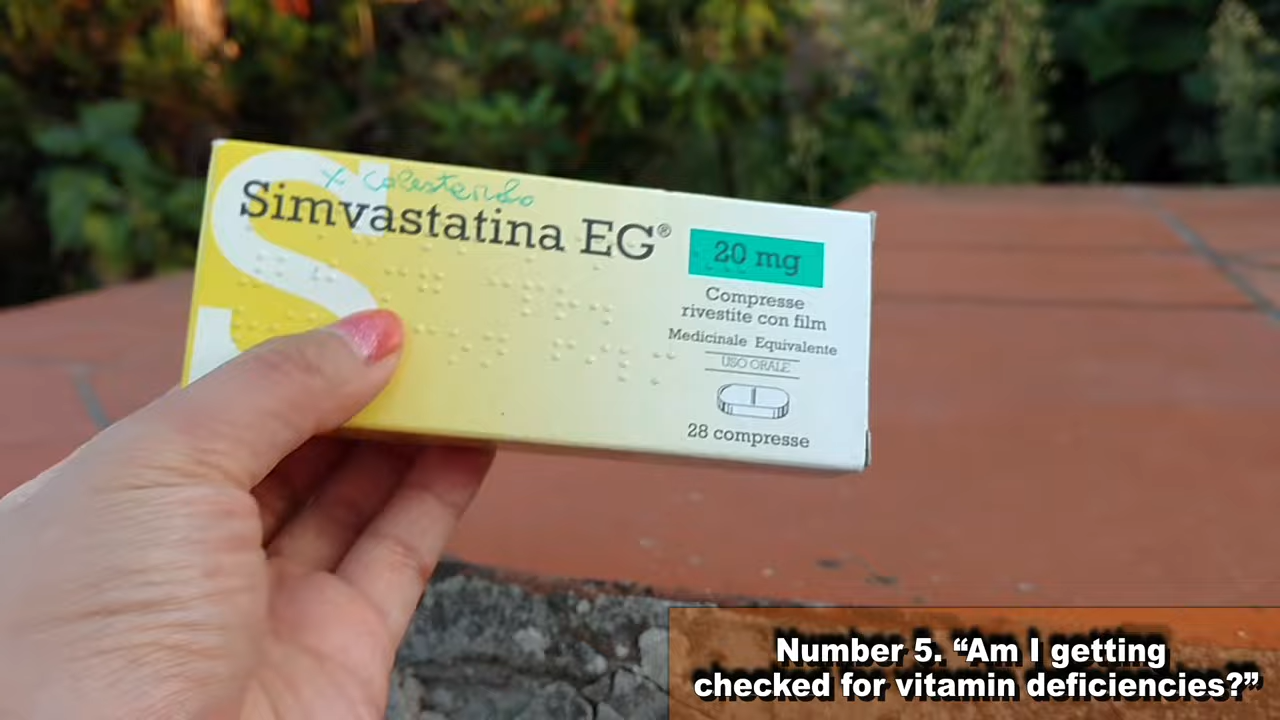 x colesterolo
Simvastatina EG®
20 mg
Compresse
rivestite con film
Medicinale Equivalente
USO ORALE
28 compresse
Number 5. “Am I getting
checked for vitamin deficiencies?”